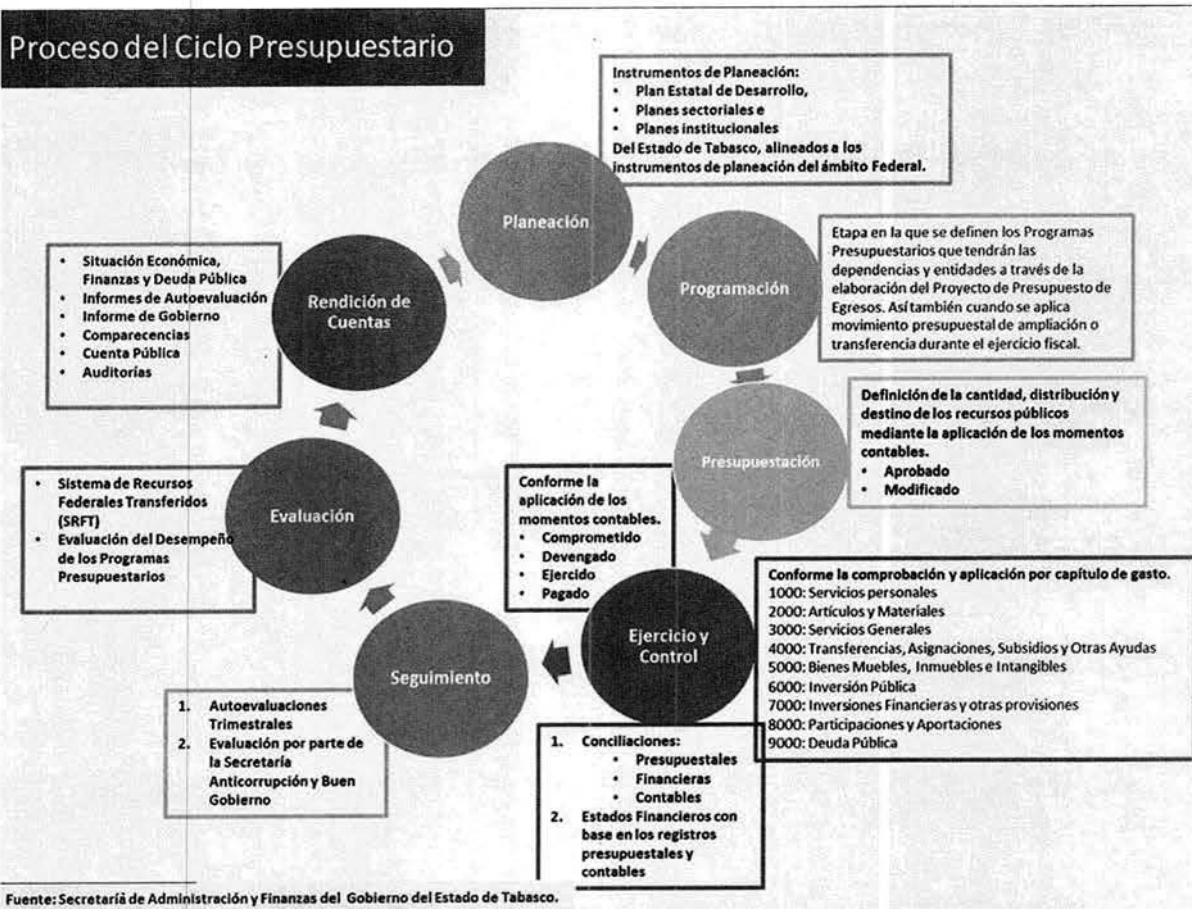 Proceso del Ciclo Presupuestario
Instrumentos de Planeación:
• Plan Estatal de Desarrollo,
• Planes sectoriales e
• Planes institucionales
Del Estado de Tabasco, alineados a los
instrumentos de planeación del ámbito Federal.
Planeación
Etapa en la que se definen los Programas
Presupuestarios que tendrán las
dependencias y entidades a través de la
elaboración del Proyecto de Presupuesto de
Egresos. Así también cuando se aplica
movimiento presupuestal de ampliación o
transferencia durante el ejercicio fiscal.
Programación
Definición de la cantidad, distribución y
destino de los recursos públicos
mediante la aplicación de los momentos
contables.
• Aprobado
• Modificado
Presupuestación
Conforme la
aplicación de los
momentos contables.
• Comprometido
• Devengado
• Ejercido
• Pagado
Ejercicio y
Control
Conforme la comprobación y aplicación por capítulo de gasto.
1000: Servicios personales
2000: Artículos y Materiales
3000: Servicios Generales
4000: Transferencias, Asignaciones, Subsidios y Otras Ayudas
5000: Bienes Muebles, Inmuebles e Intangibles
6000: Inversión Pública
7000: Inversiones Financieras y otras provisiones
8000: Participaciones y Aportaciones
9000: Deuda Pública
1. Conciliaciones:
• Presupuestales
• Financieras
• Contables
2. Estados Financieros con
base en los registros
presupuestales y
contables
Seguimiento
1. Autoevaluaciones
Trimestrales
2. Evaluación por parte de
la Secretaría
Anticorrupción y Buen
Gobierno
Evaluación
• Sistema de Recursos
Federales Transferidos
(SRFT)
• Evaluación del Desempeño
de los Programas
Presupuestarios
Rendición de
Cuentas
• Situación Económica,
Finanzas y Deuda Pública
• Informes de Autoevaluación
• Informe de Gobierno
• Comparecencias
• Cuenta Pública
• Auditorías
Fuente: Secretaría de Administración y Finanzas del Gobierno del Estado de Tabasco.